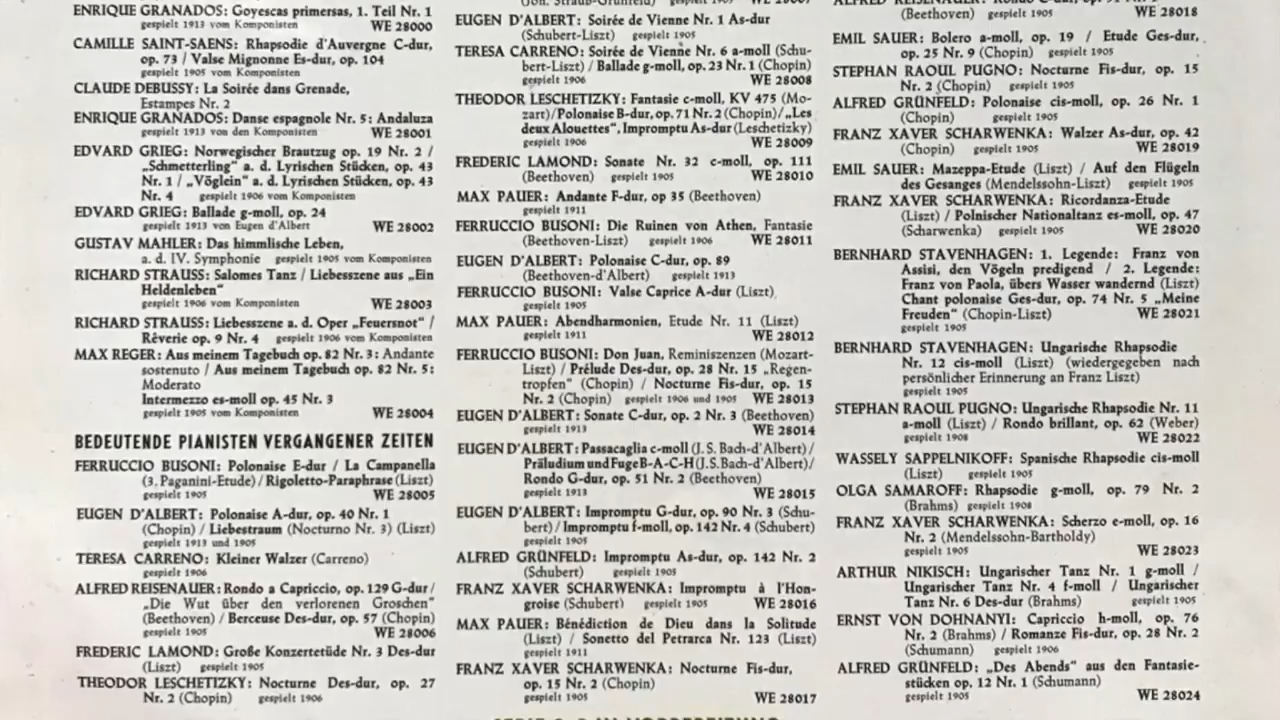 ENRIQUE GRANADOS: Goyescas primersas, 1. Teil Nr. 1
gespielt 1913 vom Komponisten WE 28000
CAMILLE SAINT-SAENS: Rhapsodie d'Auvergne C-dur,
op. 73 / Valse Mignonne Es-dur, op. 104
gespielt 1905 vom Komponisten
CLAUDE DEBUSSY: La Soirée dans Grenade,
Estampes Nr. 2
ENRIQUE GRANADOS: Danse espagnole Nr. 5: Andaluza
gespielt 1913 von den Komponisten WE 28001
EDVARD GRIEG: Norwegischer Brautzug op. 19 Nr. 2 /
„Schmetterling“ a. d. Lyrischen Stücken, op. 43
Nr. 1 / „Vöglein“ a. d. Lyrischen Stücken, op. 43
Nr. 4 gespielt 1906 vom Komponisten
EDVARD GRIEG: Ballade g-moll, op. 24
gespielt 1913 von Eugen d'Albert WE 28002
GUSTAV MAHLER: Das himmlische Leben,
a. d. IV. Symphonie gespielt 1905 vom Komponisten
RICHARD STRAUSS: Salomes Tanz / Liebesszene aus „Ein
Heldenleben“
gespielt 1906 vom Komponisten WE 28003
RICHARD STRAUSS: Liebesszene a. d. Oper „Feuersnot“ /
Rêverie op. 9 Nr. 4 gespielt 1906 vom Komponisten
MAX REGER: Aus meinem Tagebuch op. 82 Nr. 3: Andante
sostenuto / Aus meinem Tagebuch op. 82 Nr. 5:
Moderato
Intermezzo es-moll op. 45 Nr. 3
gespielt 1905 vom Komponisten WE 28004
BEDEUTENDE PIANISTEN VERGANGENER ZEITEN
FERRUCCIO BUSONI: Polonaise E-dur / La Campanella
(3. Paganini-Etude) / Rigoletto-Paraphrase (Liszt)
gespielt 1905 WE 28005
EUGEN D'ALBERT: Polonaise A-dur, op. 40 Nr. 1
(Chopin) / Liebestraum (Nocturno Nr. 3) (Liszt)
gespielt 1913 und 1905
TERESA CARRENO: Kleiner Walzer (Carreno)
gespielt 1906
ALFRED REISENAUER: Rondo a Capriccio, op. 129 G-dur /
„Die Wut über den verlorenen Groschen“
(Beethoven) / Berceuse Des-dur, op. 57 (Chopin)
gespielt 1905 WE 28006
FREDERIC LAMOND: Große Konzertetüde Nr. 3 Des-dur
(Liszt) gespielt 1905
THEODOR LESCHETIZKY: Nocturne Des-dur, op. 27
Nr. 2 (Chopin) gespielt 1906
EUGEN D'ALBERT: Soirée de Vienne Nr. 1 As-dur
(Schubert-Liszt) gespielt 1905
TERESA CARRENO: Soirée de Vienne Nr. 6 a-moll (Schu-
bert-Liszt) / Ballade g-moll, op. 23 Nr. 1 (Chopin)
gespielt 1906 WE 28008
THEODOR LESCHETIZKY: Fantasie c-moll, KV 475 (Mo-
zart) / Polonaise B-dur, op. 71 Nr. 2 (Chopin) / „Les
deux Alouettes“, Impromptu As-dur (Leschetizky)
gespielt 1906 WE 28009
FREDERIC LAMOND: Sonate Nr. 32 c-moll, op. 111
(Beethoven) gespielt 1905 WE 28010
MAX PAUER: Andante F-dur, op 35 (Beethoven)
gespielt 1911
FERRUCCIO BUSONI: Die Ruinen von Athen, Fantasie
(Beethoven-Liszt) gespielt 1906 WE 28011
EUGEN D'ALBERT: Polonaise C-dur, op. 89
(Beethoven-d'Albert) gespielt 1913
FERRUCCIO BUSONI: Valse Caprice A-dur (Liszt)
gespielt 1905
MAX PAUER: Abendharmonien, Etude Nr. 11 (Liszt)
gespielt 1911 WE 28012
FERRUCCIO BUSONI: Don Juan, Reminiszenzen (Mozart-
Liszt) / Prélude Des-dur, op. 28 Nr. 15 „Regen-
tropfen“ (Chopin) / Nocturne Fis-dur, op. 15
Nr. 2 (Chopin) gespielt 1906 und 1905 WE 28013
EUGEN D'ALBERT: Sonate C-dur, op. 2 Nr. 3 (Beethoven)
gespielt 1913 WE 28014
EUGEN D'ALBERT: Passacaglia c-moll (J. S. Bach-d'Albert) /
Präludium und Fuge B-A-C-H (J. S. Bach-d'Albert) /
Rondo G-dur, op. 51 Nr. 2 (Beethoven)
gespielt 1913 WE 28015
EUGEN D'ALBERT: Impromptu G-dur, op. 90 Nr. 3 (Schu-
bert) / Impromptu f-moll, op. 142 Nr. 4 (Schubert)
gespielt 1905
ALFRED GRÜNFELD: Impromptu As-dur, op. 142 Nr. 2
(Schubert) gespielt 1905
FRANZ XAVER SCHARWENKA: Impromptu à l'Hon-
groise (Schubert) gespielt 1905 WE 28016
MAX PAUER: Bénédiction de Dieu dans la Solitude
(Liszt) / Sonetto del Petrarca Nr. 123 (Liszt)
gespielt 1911
FRANZ XAVER SCHARWENKA: Nocturne Fis-dur,
op. 15 Nr. 2 (Chopin)
gespielt 1905 WE 28017
(Beethoven) gespielt 1905 WE 28018
EMIL SAUER: Bolero a-moll, op. 19 / Etude Ges-dur,
op. 25 Nr. 9 (Chopin) gespielt 1905
STEPHAN RAOUL PUGNO: Nocturne Fis-dur, op. 15
Nr. 2 (Chopin) gespielt 1905
ALFRED GRÜNFELD: Polonaise cis-moll, op. 26 Nr. 1
(Chopin) gespielt 1905
FRANZ XAVER SCHARWENKA: Walzer As-dur, op. 42
(Chopin) gespielt 1905 WE 28019
EMIL SAUER: Mazeppa-Etude (Liszt) / Auf den Flügeln
des Gesanges (Mendelssohn-Liszt) gespielt 1905
FRANZ XAVER SCHARWENKA: Ricordanza-Etude
(Liszt) / Polnischer Nationaltanz es-moll, op. 47
(Scharwenka) gespielt 1905 WE 28020
BERNHARD STAVENHAGEN: 1. Legende: Franz von
Assisi, den Vögeln predigend / 2. Legende:
Franz von Paola, übers Wasser wandernd (Liszt)
Chant polonaise Ges-dur, op. 74 Nr. 5 „Meine
Freuden“ (Chopin-Liszt) WE 28021
gespielt 1905
BERNHARD STAVENHAGEN: Ungarische Rhapsodie
Nr. 12 cis-moll (Liszt) (wiedergegeben nach
persönlicher Erinnerung an Franz Liszt)
gespielt 1905
STEPHAN RAOUL PUGNO: Ungarische Rhapsodie Nr. 11
a-moll (Liszt) / Rondo brillant, op. 62 (Weber)
gespielt 1908 WE 28022
WASSELY SAPPELNIKOFF: Spanische Rhapsodie cis-moll
(Liszt) gespielt 1905
OLGA SAMAROFF: Rhapsodie g-moll, op. 79 Nr. 2
(Brahms) gespielt 1908
FRANZ XAVER SCHARWENKA: Scherzo e-moll, op. 16
Nr. 2 (Mendelssohn-Bartholdy)
gespielt 1905 WE 28023
ARTHUR NIKISCH: Ungarischer Tanz Nr. 1 g-moll /
Ungarischer Tanz Nr. 4 f-moll / Ungarischer
Tanz Nr. 6 Des-dur (Brahms) gespielt 1905
ERNST VON DOHNANYI: Capriccio h-moll, op. 76
Nr. 2 (Brahms) / Romanze Fis-dur, op. 28 Nr. 2
(Schumann) gespielt 1906
ALFRED GRÜNFELD: „Des Abends“ aus den Fantasie-
stücken op. 12 Nr. 1 (Schumann)
gespielt 1905 WE 28024